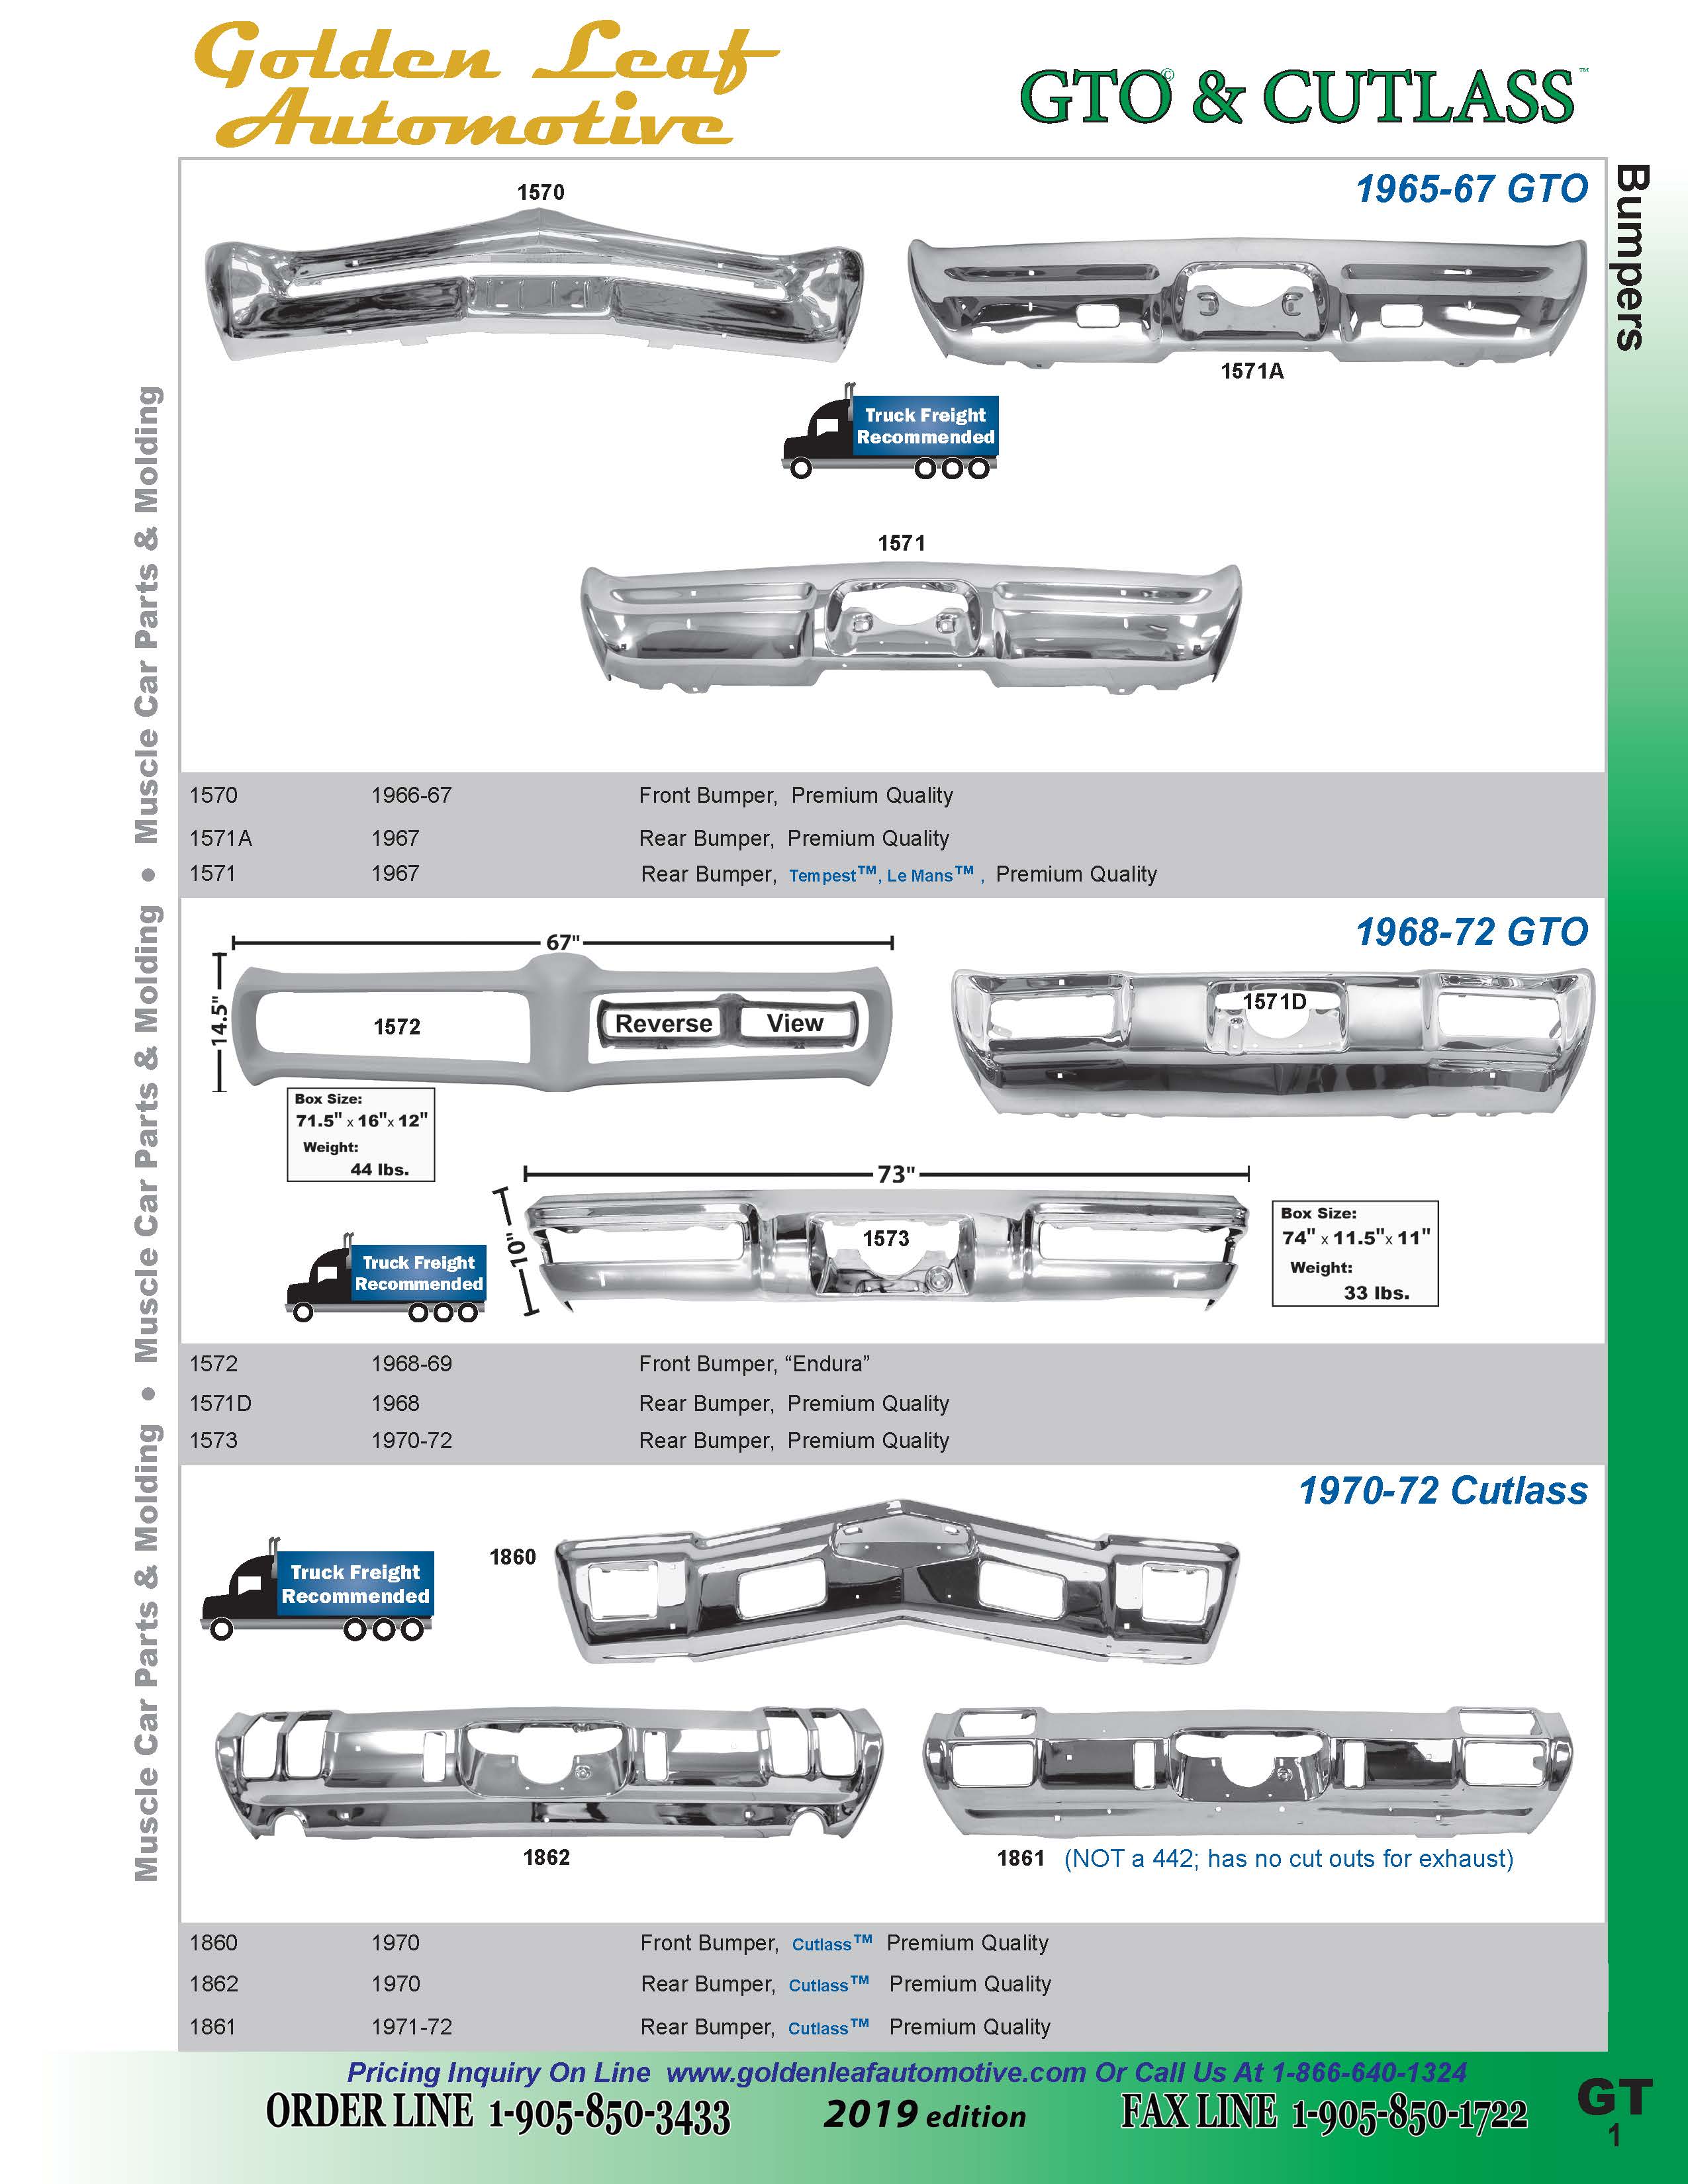 Golden Leaf
Automotive
GTO© & CUTLASS™
Bumpers
Muscle Car Parts & Molding • Muscle Car Parts & Molding • Muscle Car Parts & Molding
1965-67 GTO
1570
1571A
Truck Freight
Recommended
1571
1570 1966-67 Front Bumper, Premium Quality
1571A 1967 Rear Bumper, Premium Quality
1571 1967 Rear Bumper, Tempest™, Le Mans™ , Premium Quality
1968-72 GTO
67"
14.5"
1572
Reverse View
1571D
Box Size:
71.5" x 16"x 12"
Weight:
44 lbs.
73"
10"
1573
Box Size:
74" x 11.5"x 11"
Weight:
33 lbs.
Truck Freight
Recommended
1572 1968-69 Front Bumper, “Endura”
1571D 1968 Rear Bumper, Premium Quality
1573 1970-72 Rear Bumper, Premium Quality
1970-72 Cutlass
Truck Freight
Recommended
1860
1862
1861 (NOT a 442; has no cut outs for exhaust)
1860 1970 Front Bumper, Cutlass™ Premium Quality
1862 1970 Rear Bumper, Cutlass™ Premium Quality
1861 1971-72 Rear Bumper, Cutlass™ Premium Quality
Pricing Inquiry On Line www.goldenleafautomotive.com Or Call Us At 1-866-640-1324
ORDER LINE 1-905-850-3433 2019 edition FAX LINE 1-905-850-1722
GT
1